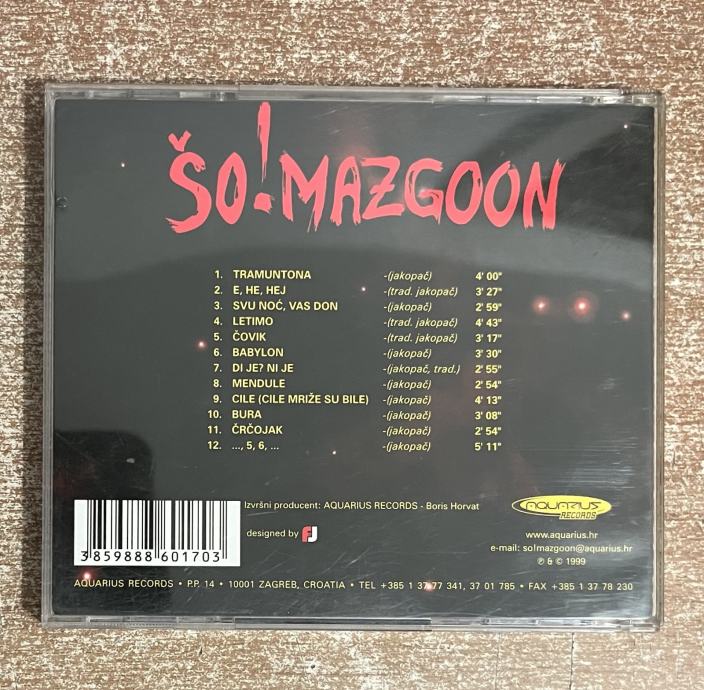 ŠO!MAZGOON
1. TRAMUNTONA -(jakopač) 4' 00"
2. E, HE, HEJ -(trad. jakopač) 3' 27"
3. SVU NOĆ, VAS DON -(jakopač) 2' 59"
4. LETIMO -(trad. jakopač) 4' 43"
5. ČOVIK -(trad. jakopač) 3' 17"
6. BABYLON -(jakopač) 3' 30"
7. DI JE? NI JE -(jakopač, trad.) 2' 55"
8. MENDULE -(jakopač) 2' 54"
9. CILE (CILE MRIŽE SU BILE) -(jakopač) 4' 13"
10. BURA -(jakopač) 3' 08"
11. ČRČOJAK -(jakopač) 2' 54"
12. ..., 5, 6, ... -(jakopač) 5' 11"
Izvršni producent: AQUARIUS RECORDS - Boris Horvat
AQUARIUS
RECORDS
designed by FJ
www.aquarius.hr
e-mail: so!mazgoon@aquarius.hr
℗ & © 1999
3 859888 601703
AQUARIUS RECORDS • P.P. 14 • 10001 ZAGREB, CROATIA • TEL +385 1 37 77 341, 37 01 785 • FAX +385 1 37 78 230